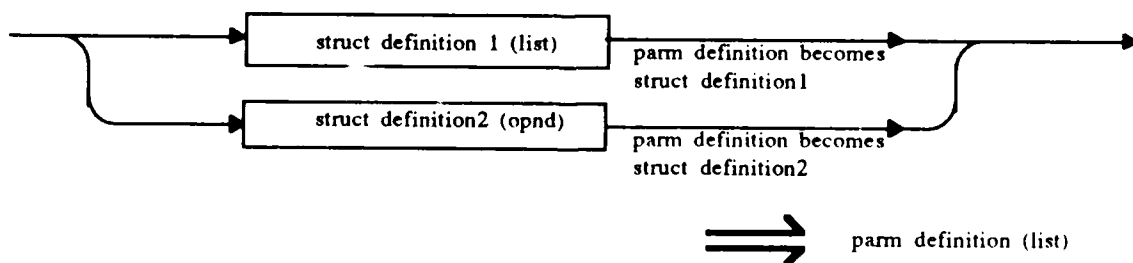 struct definition 1 (list)
parm definition becomes
struct definition1
struct definition2 (opnd)
parm definition becomes
struct definition2
parm definition (list)